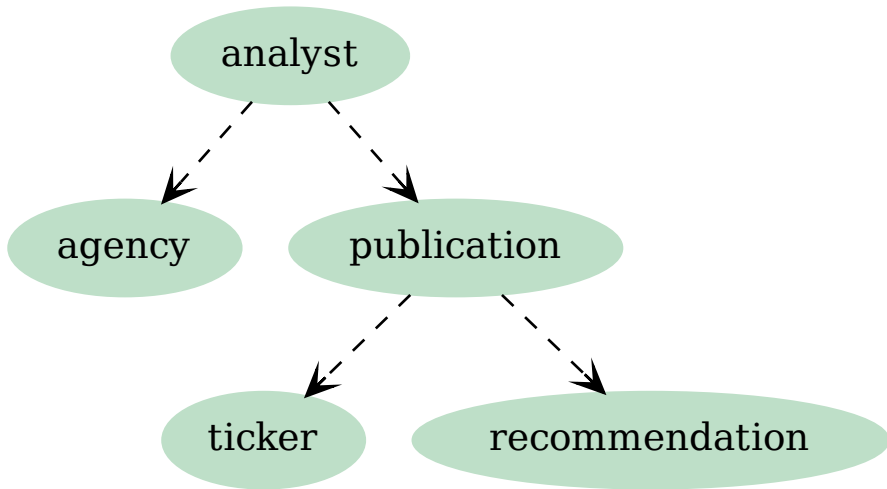 analyst
agency
publication
ticker
recommendation